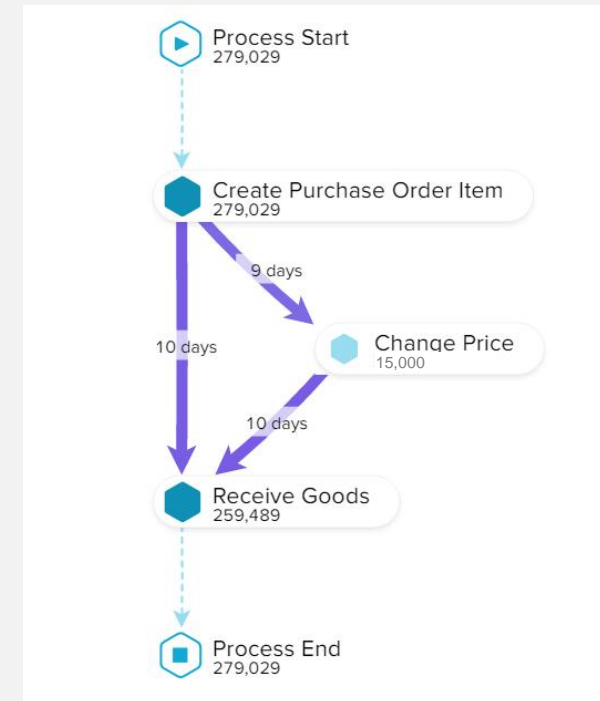 Process Start
279,029
Create Purchase Order Item
279,029
9 days
10 days
Change Price
15,000
10 days
Receive Goods
259,489
Process End
279,029